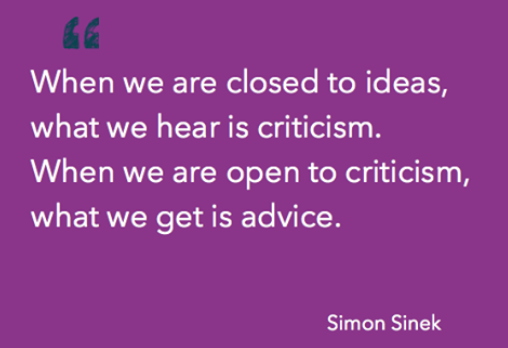 “
When we are closed to ideas,
what we hear is criticism.
When we are open to criticism,
what we get is advice.
Simon Sinek